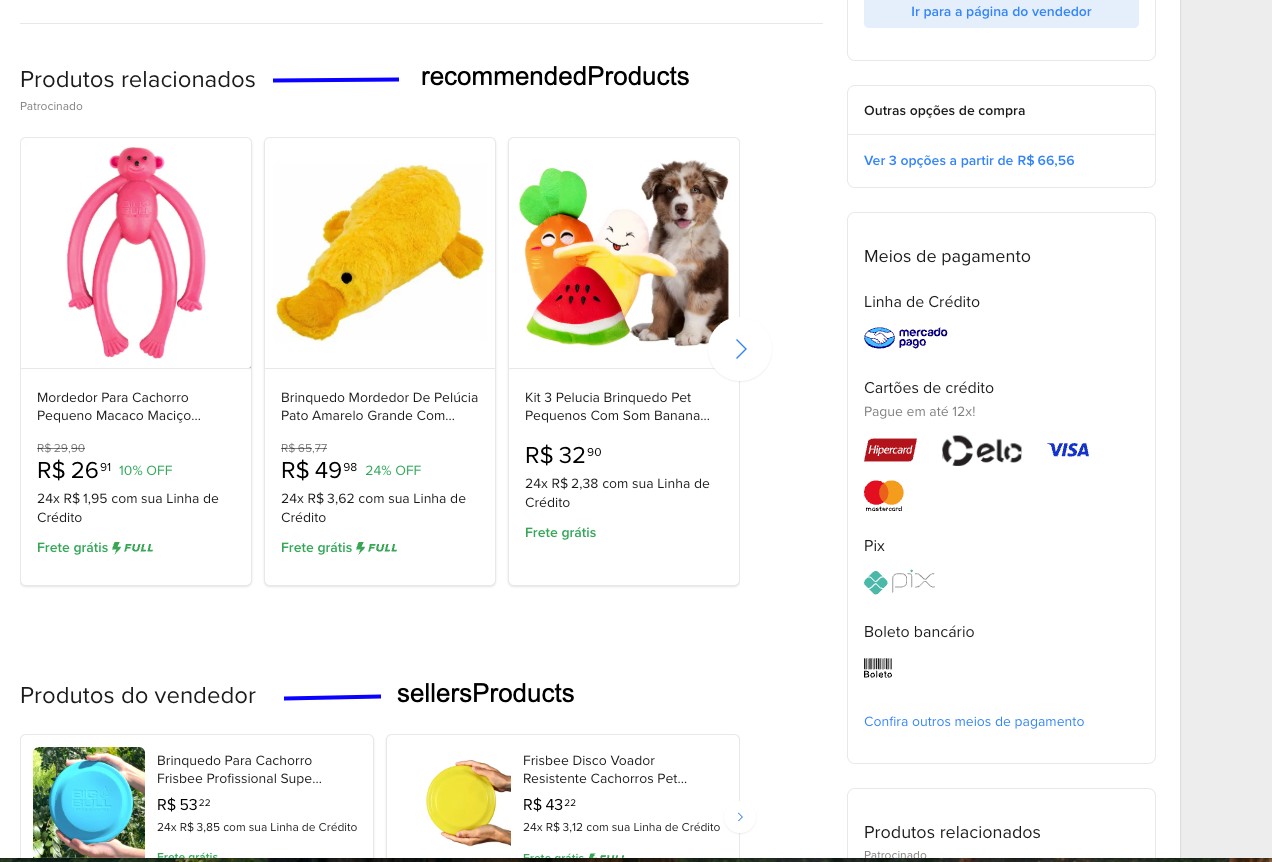 Ir para a página do vendedor
Produtos relacionados
recommendedProducts
Patrocinado
Outras opções de compra
Ver 3 opções a partir de R$ 66,56
Mordedor Para Cachorro
Pequeno Macaco Maciço...
R$ 29,90
R$ 26 91 10% OFF
24x R$ 1,95 com sua Linha de
Crédito
Frete grátis FULL
Brinquedo Mordedor De Pelúcia
Pato Amarelo Grande Com...
R$ 65,77
R$ 49 98 24% OFF
24x R$ 3,62 com sua Linha de
Crédito
Frete grátis FULL
Kit 3 Pelucia Brinquedo Pet
Pequenos Com Som Banana...
R$ 32 90
24x R$ 2,38 com sua Linha de
Crédito
Frete grátis
Meios de pagamento
Linha de Crédito
mercado
pago
Cartões de crédito
Pague em até 12x!
Hipercard
elo
VISA
mastercard
Pix
pix
Boleto bancário
Boleto
Confira outros meios de pagamento
Produtos do vendedor
sellersProducts
Brinquedo Para Cachorro
Frisbee Profissional Supe...
R$ 53 22
24x R$ 3,85 com sua Linha de Crédito
Frete grátis
Frisbee Disco Voador
Resistente Cachorros Pet...
R$ 43 22
24x R$ 3,12 com sua Linha de Crédito
Frete grátis FULL
Produtos relacionados
Patrocinado